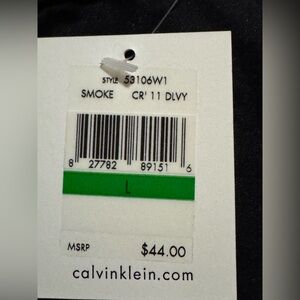 STYLE 53106W1
SMOKE CR' 11 DLVY
8 27782 89151 6
L
MSRP $44.00
calvinklein.com